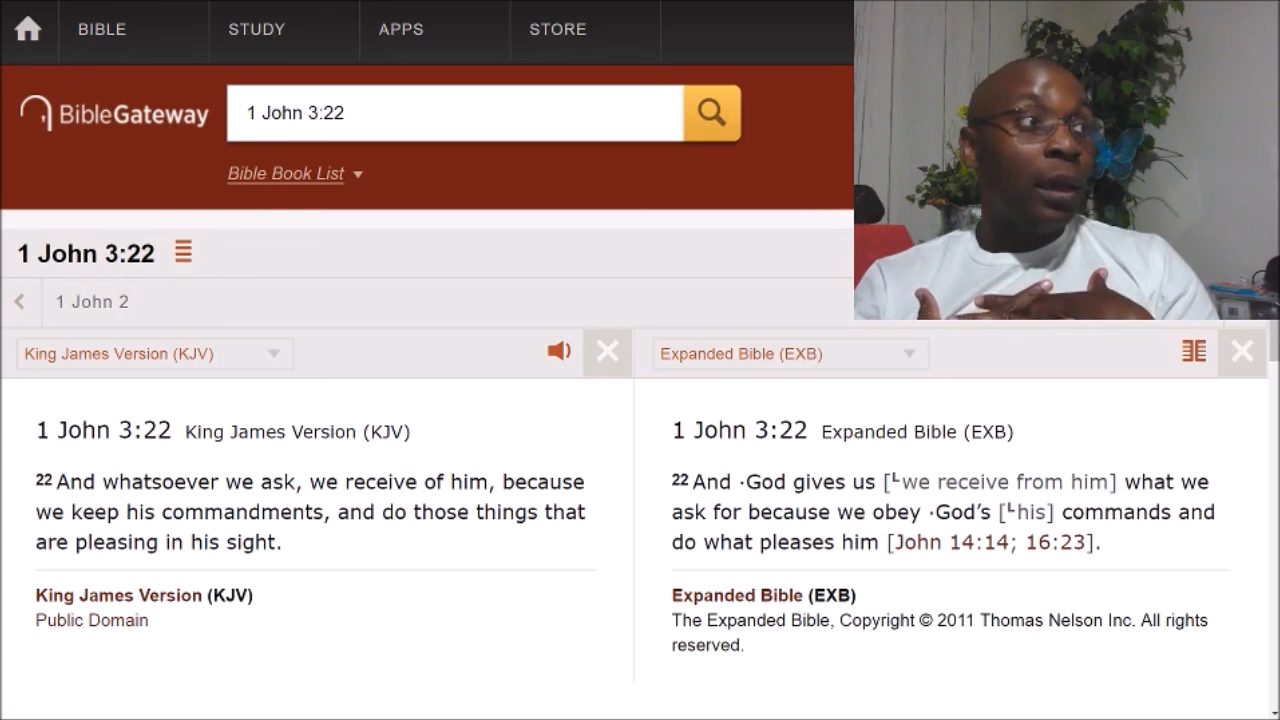 BIBLE STUDY APPS STORE
BibleGateway 1 John 3:22
Bible Book List
1 John 3:22
1 John 2
King James Version (KJV)
Expanded Bible (EXB)
1 John 3:22 King James Version (KJV)
22 And whatsoever we ask, we receive of him, because
we keep his commandments, and do those things that
are pleasing in his sight.
King James Version (KJV)
Public Domain
1 John 3:22 Expanded Bible (EXB)
22 And ·God gives us [ᴸwe receive from him] what we
ask for because we obey ·God’s [ᴸhis] commands and
do what pleases him [John 14:14; 16:23].
Expanded Bible (EXB)
The Expanded Bible, Copyright © 2011 Thomas Nelson Inc. All rights
reserved.